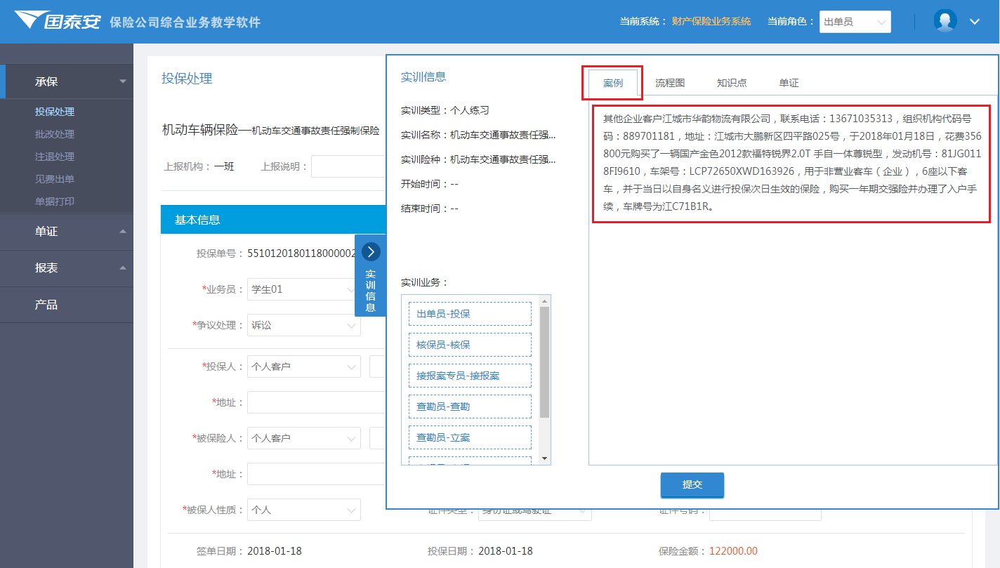 国泰安 保险公司综合业务教学软件
当前系统： 财产保险业务系统 当前角色： 出单员
承保
投保处理
批改处理
注退处理
见费出单
单据打印
单证
报表
产品
投保处理
机动车辆保险—机动车交通事故责任强制保险
上报机构：一班 上报说明：
基本信息
投保单号：5510120180118000002
*业务员： 学生01
*争议处理： 诉讼
*投保人： 个人客户
*地址：
*被保险人： 个人客户
*地址：
*被保人性质： 个人 证件类型： 身份证或驾驶证 证件号码：
签单日期：2018-01-18 投保日期：2018-01-18 保险金额：122000.00
实训信息
实训信息
实训类型：个人练习
实训名称：机动车交通事故责任强...
实训险种：机动车交通事故责任强...
开始时间：--
结束时间：--
实训业务：
出单员-投保
核保员-核保
接报案专员-接报案
查勘员-查勘
查勘员-立案
案例 流程图 知识点 单证
其他企业客户江城市华韵物流有限公司，联系电话：13671035313，组织机构代码号
码：889701181，地址：江城市大鹏新区四平路025号，于2018年01月18日，花费356
800元购买了一辆国产金色2012款福特锐界2.0T 手自一体尊锐型，发动机号：81JG011
8FI9610，车架号：LCP72650XWD163926，用于非营业客车（企业），6座以下客
车，并于当日以自身名义进行投保次日生效的保险，购买一年期交强险并办理了入户手
续，车牌号为江C71B1R。
提交